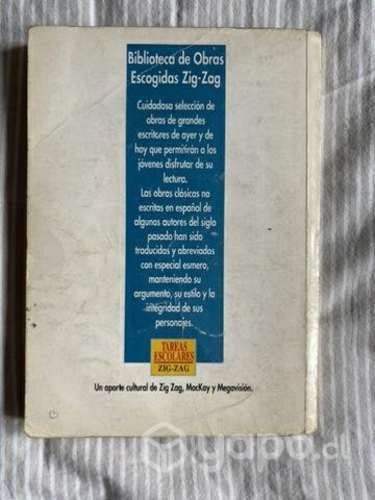 Biblioteca de Obras
Escogidas Zig-Zag
Cuidadosa selección de
obras de grandes
escritores de ayer y de
hoy que permitirán a los
jóvenes disfrutar de su
lectura.
Las obras clásicas no
escritas en español de
algunos autores del siglo
pasado han sido
traducidas y abreviadas
con especial esmero,
manteniendo su
argumento, su estilo y la
integridad de sus
personajes.
TAREAS
ESCOLARES
ZIG-ZAG
Un aporte cultural de Zig Zag, MacKay y Megavisión.
yapo.cl